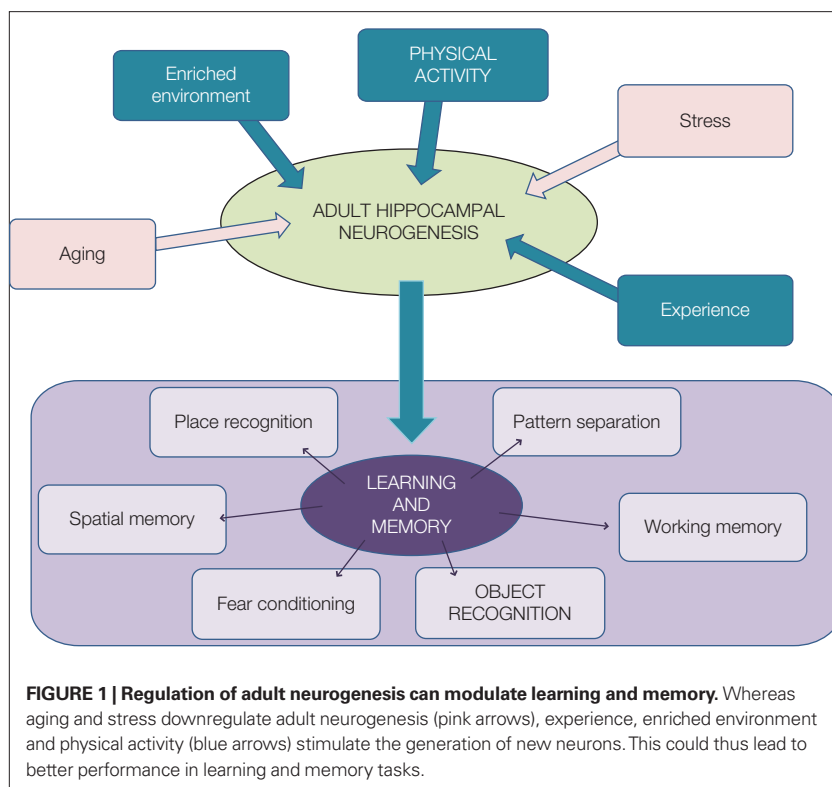 Enriched
environment
PHYSICAL
ACTIVITY
Stress
ADULT HIPPOCAMPAL
NEUROGENESIS
Aging
Experience
Place recognition
Pattern separation
LEARNING
AND
MEMORY
Spatial memory
Working memory
Fear conditioning
OBJECT
RECOGNITION
FIGURE 1 | Regulation of adult neurogenesis can modulate learning and memory. Whereas
aging and stress downregulate adult neurogenesis (pink arrows), experience, enriched environment
and physical activity (blue arrows) stimulate the generation of new neurons. This could thus lead to
better performance in learning and memory tasks.